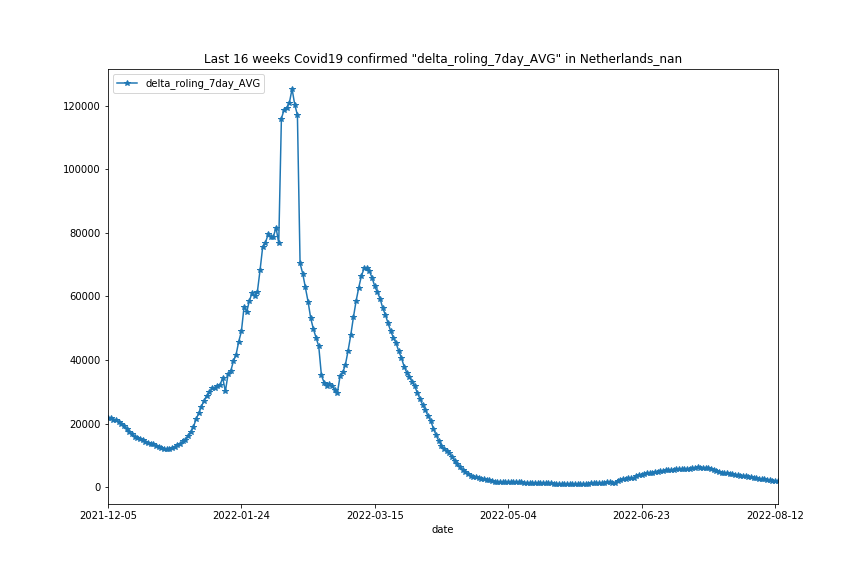 Last 16 weeks Covid19 confirmed "delta_roling_7day_AVG" in Netherlands_nan
delta_roling_7day_AVG
120000
100000
80000
60000
40000
20000
0
2021-12-05 2022-01-24 2022-03-15 2022-05-04 2022-06-23 2022-08-12
date